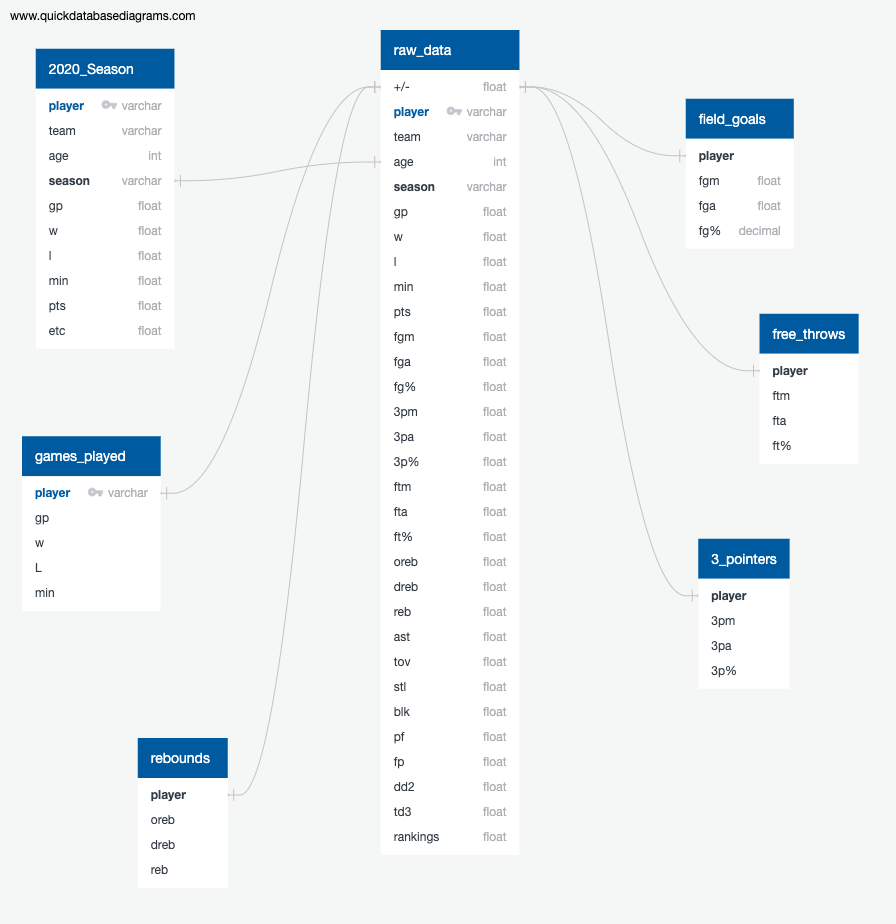 www.quickdatabasediagrams.com
2020_Season
player varchar
team varchar
age int
season varchar
gp float
w float
l float
min float
pts float
etc float
raw_data
+/- float
player varchar
team varchar
age int
season varchar
gp float
w float
l float
min float
pts float
fgm float
fga float
fg% float
3pm float
3pa float
3p% float
ftm float
fta float
ft% float
oreb float
dreb float
reb float
ast float
tov float
stl float
blk float
pf float
fp float
dd2 float
td3 float
rankings float
field_goals
player
fgm float
fga float
fg% decimal
free_throws
player
ftm
fta
ft%
games_played
player varchar
gp
w
L
min
3_pointers
player
3pm
3pa
3p%
rebounds
player
oreb
dreb
reb